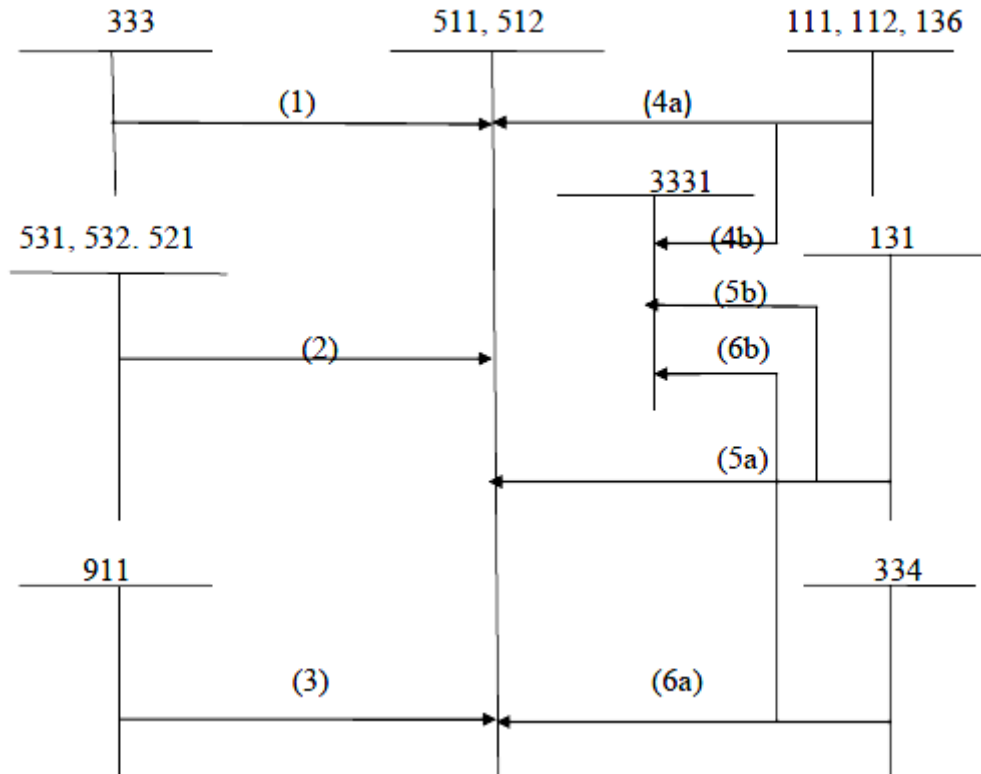 333
511, 512
111, 112, 136
(1)
(4a)
3331
531, 532. 521
(4b)
131
(5b)
(2)
(6b)
(5a)
911
334
(3)
(6a)